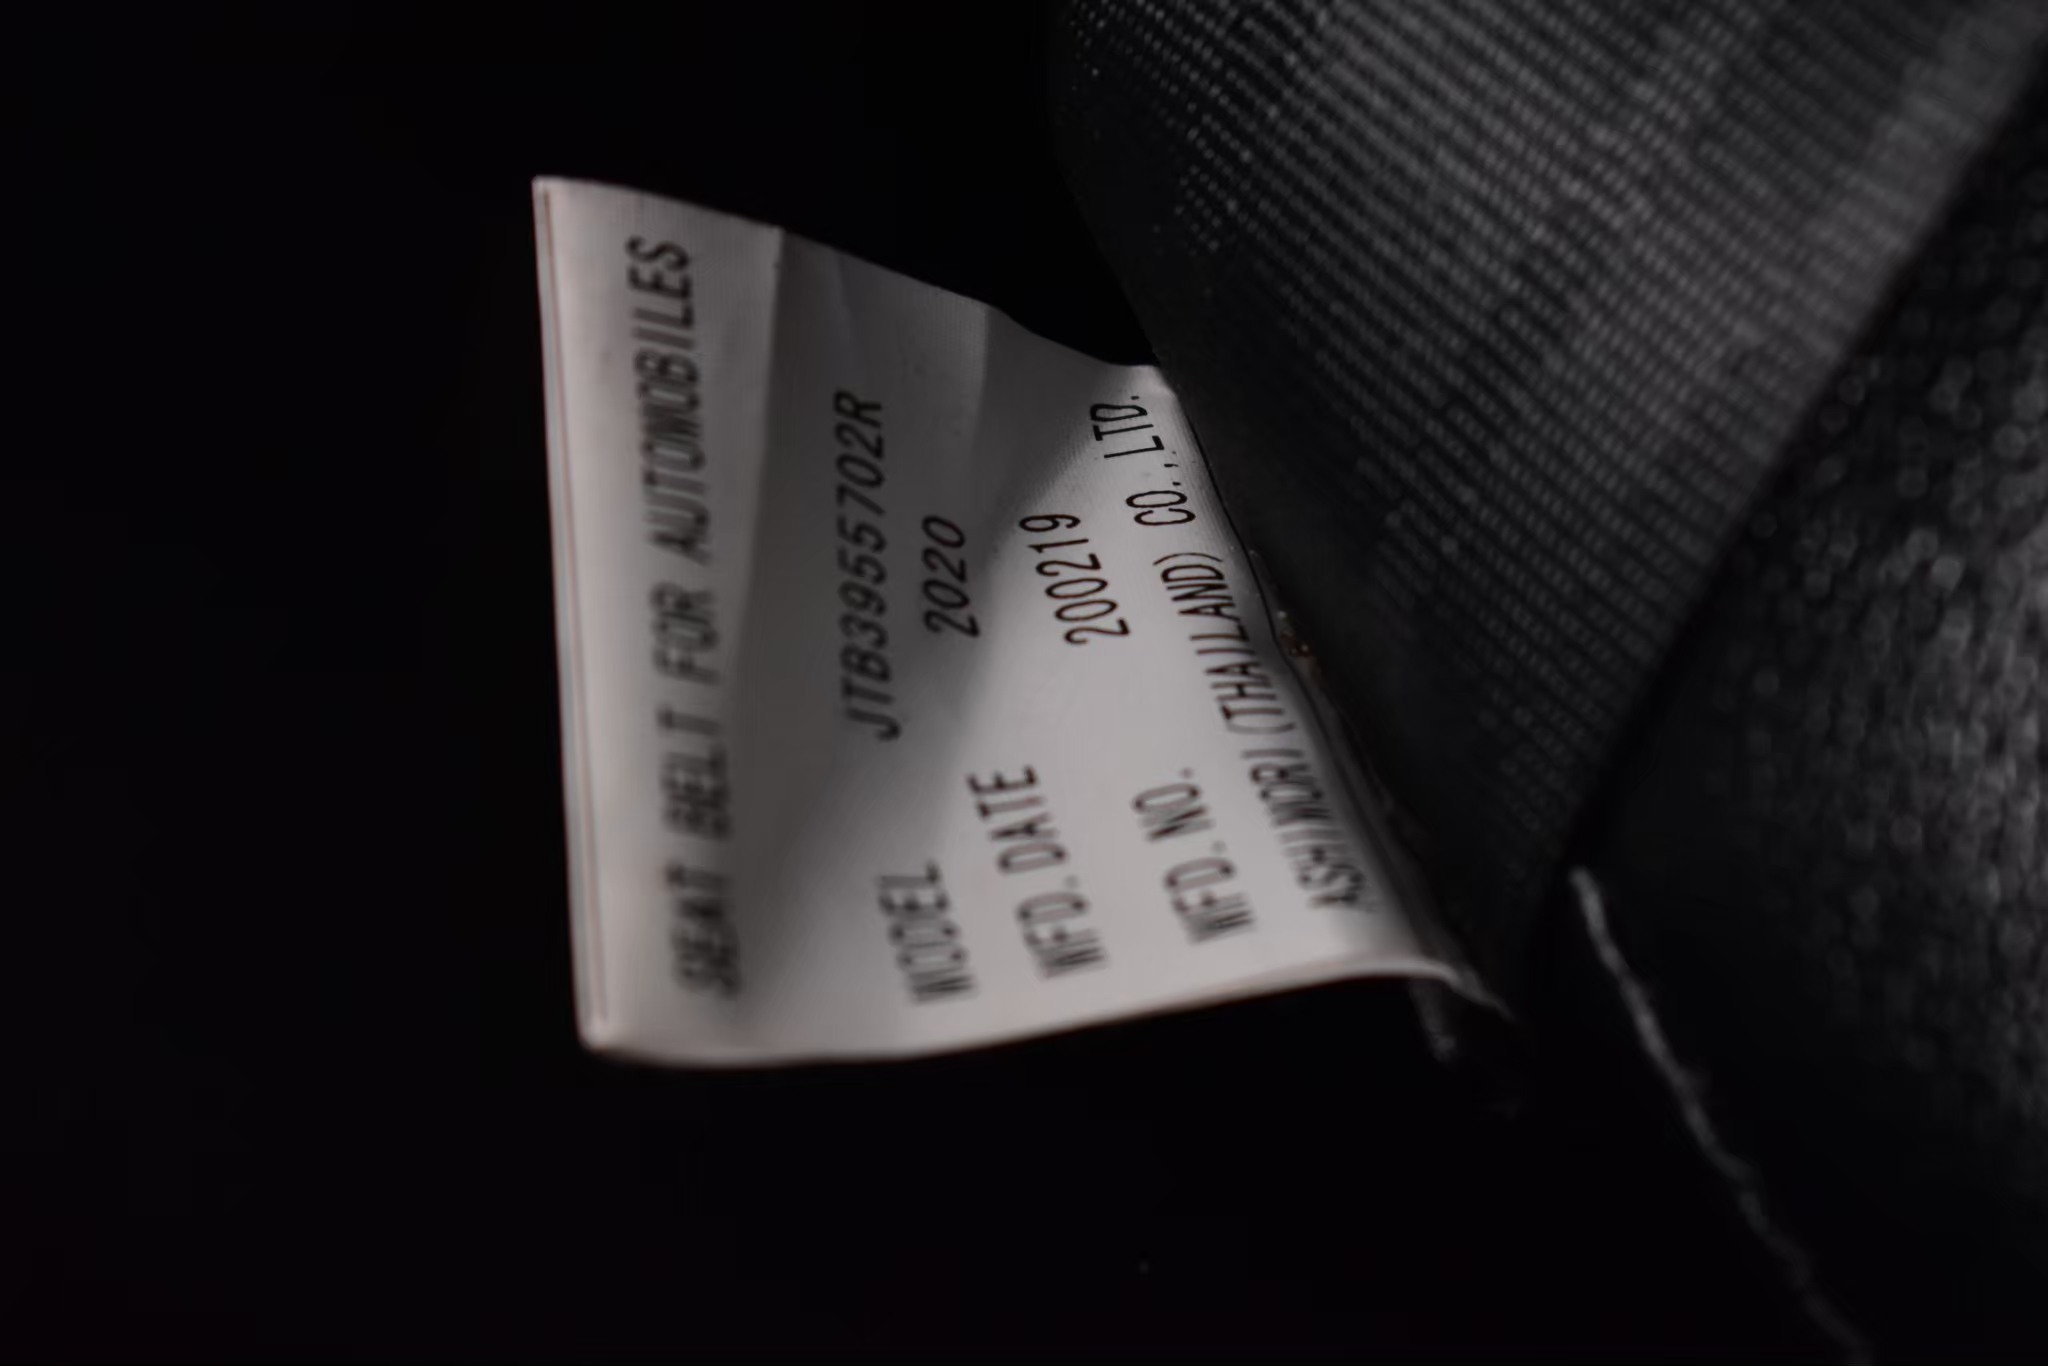 SEAT BELT FOR AUTOMOBILES
MODEL JTB3955702R
MFD. DATE 2020
MFD. NO. 200219
ASHIMORI (THAILAND) CO., LTD.